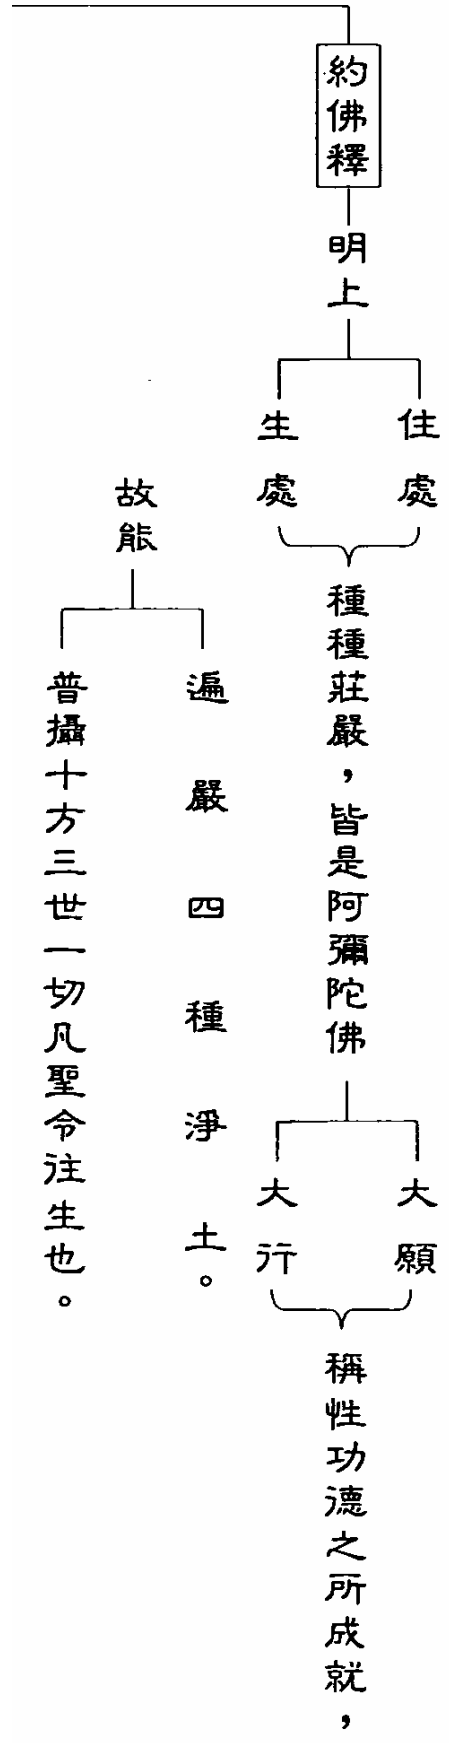 約佛釋
明上
住處
生處
種種莊嚴，皆是阿彌陀佛
大願
大行
稱性功德之所成就，
故能
遍嚴四種淨土。
普攝十方三世一切凡聖令往生也。